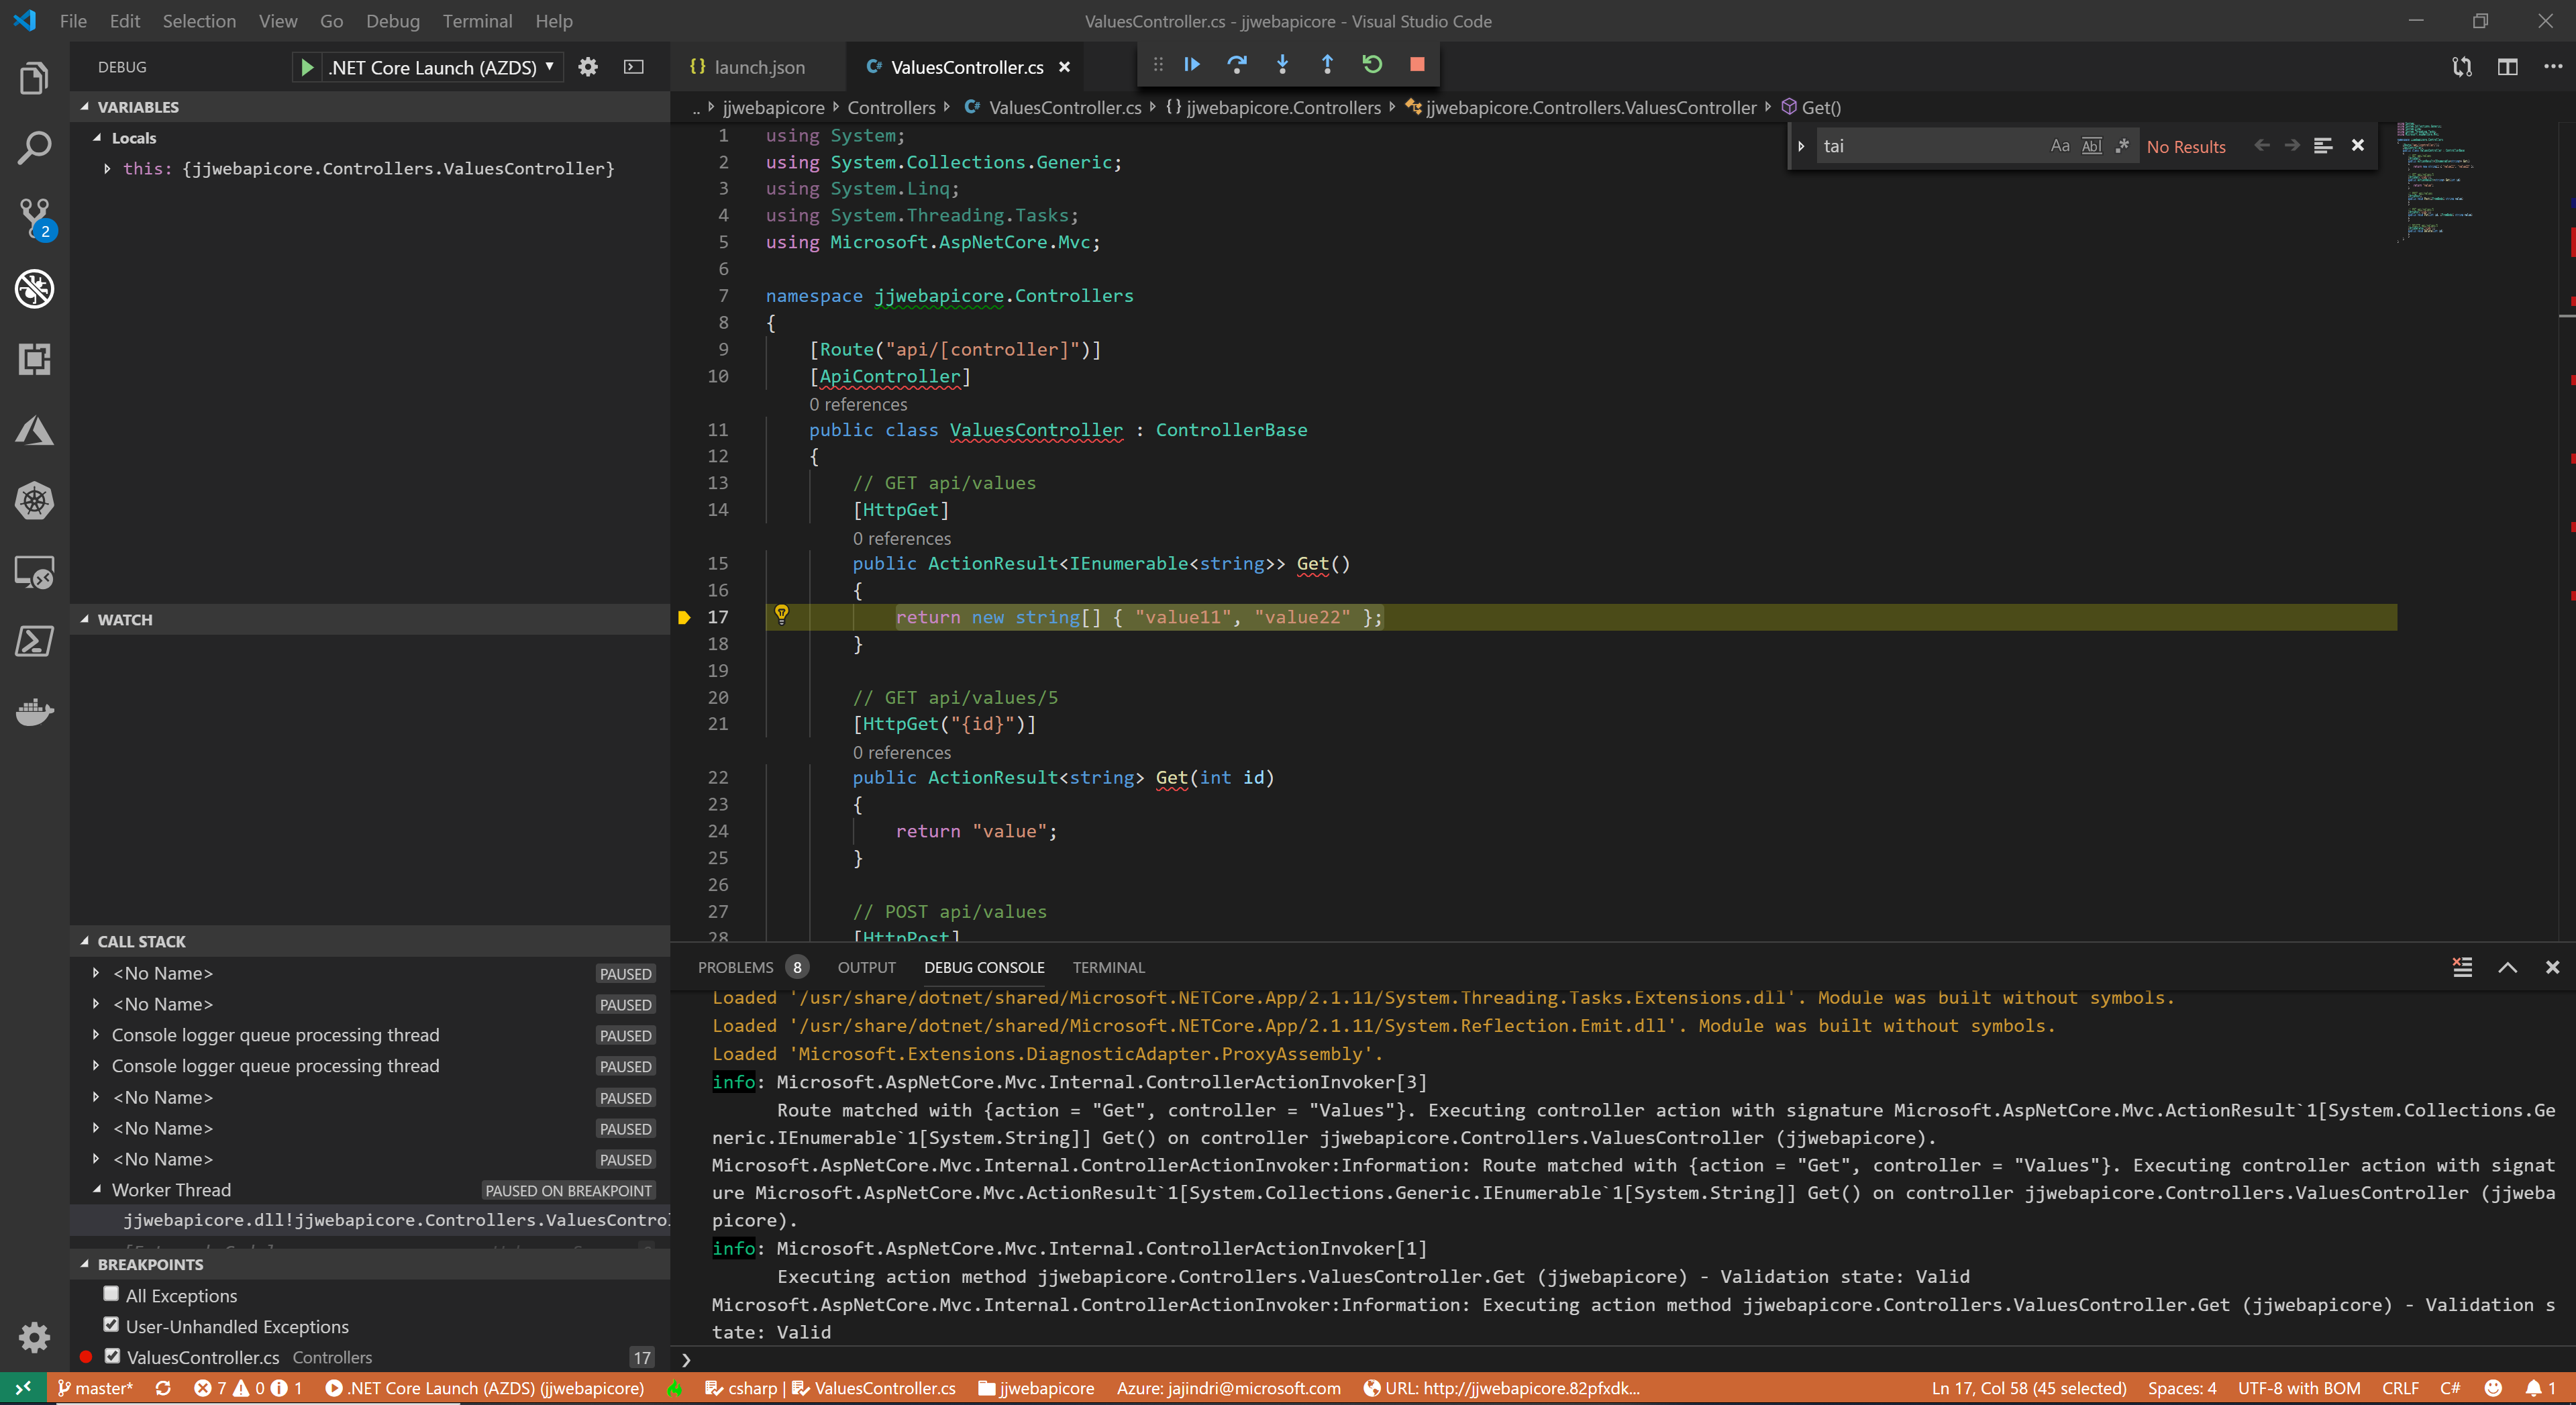 File Edit Selection View Go Debug Terminal Help
ValuesController.cs - jjwebapicore - Visual Studio Code
DEBUG
.NET Core Launch (AZDS)
VARIABLES
Locals
this: {jjwebapicore.Controllers.ValuesController}
2
WATCH
CALL STACK
<No Name> PAUSED
<No Name> PAUSED
Console logger queue processing thread PAUSED
Console logger queue processing thread PAUSED
<No Name> PAUSED
<No Name> PAUSED
<No Name> PAUSED
Worker Thread PAUSED ON BREAKPOINT
jjwebapicore.dll!jjwebapicore.Controllers.ValuesControl
BREAKPOINTS
All Exceptions
User-Unhandled Exceptions
ValuesController.cs Controllers 17
launch.json ValuesController.cs
.. jjwebapicore Controllers ValuesController.cs {} jjwebapicore.Controllers jjwebapicore.Controllers.ValuesController Get()
tai Aa Abl .* No Results
1 using System;
2 using System.Collections.Generic;
3 using System.Linq;
4 using System.Threading.Tasks;
5 using Microsoft.AspNetCore.Mvc;
6
7 namespace jjwebapicore.Controllers
8 {
9 [Route("api/[controller]")]
10 [ApiController]
0 references
11 public class ValuesController : ControllerBase
12 {
13 // GET api/values
14 [HttpGet]
0 references
15 public ActionResult<IEnumerable<string>> Get()
16 {
17 return new string[] { "value11", "value22" };
18 }
19
20 // GET api/values/5
21 [HttpGet("{id}")]
0 references
22 public ActionResult<string> Get(int id)
23 {
24 return "value";
25 }
26
27 // POST api/values
28 [HttpPost]
PROBLEMS 8 OUTPUT DEBUG CONSOLE TERMINAL
Loaded '/usr/share/dotnet/shared/Microsoft.NETCore.App/2.1.11/System.Threading.Tasks.Extensions.dll'. Module was built without symbols.
Loaded '/usr/share/dotnet/shared/Microsoft.NETCore.App/2.1.11/System.Reflection.Emit.dll'. Module was built without symbols.
Loaded 'Microsoft.Extensions.DiagnosticAdapter.ProxyAssembly'.
info: Microsoft.AspNetCore.Mvc.Internal.ControllerActionInvoker[3]
Route matched with {action = "Get", controller = "Values"}. Executing controller action with signature Microsoft.AspNetCore.Mvc.ActionResult`1[System.Collections.Ge
neric.IEnumerable`1[System.String]] Get() on controller jjwebapicore.Controllers.ValuesController (jjwebapicore).
Microsoft.AspNetCore.Mvc.Internal.ControllerActionInvoker:Information: Route matched with {action = "Get", controller = "Values"}. Executing controller action with signat
ure Microsoft.AspNetCore.Mvc.ActionResult`1[System.Collections.Generic.IEnumerable`1[System.String]] Get() on controller jjwebapicore.Controllers.ValuesController (jjweba
picore).
info: Microsoft.AspNetCore.Mvc.Internal.ControllerActionInvoker[1]
Executing action method jjwebapicore.Controllers.ValuesController.Get (jjwebapicore) - Validation state: Valid
Microsoft.AspNetCore.Mvc.Internal.ControllerActionInvoker:Information: Executing action method jjwebapicore.Controllers.ValuesController.Get (jjwebapicore) - Validation s
tate: Valid
master* 7 0 1 .NET Core Launch (AZDS) (jjwebapicore) csharp | ValuesController.cs jjwebapicore Azure: jajindri@microsoft.com URL: http://jjwebapicore.82pfxdk... Ln 17, Col 58 (45 selected) Spaces: 4 UTF-8 with BOM CRLF C# 1